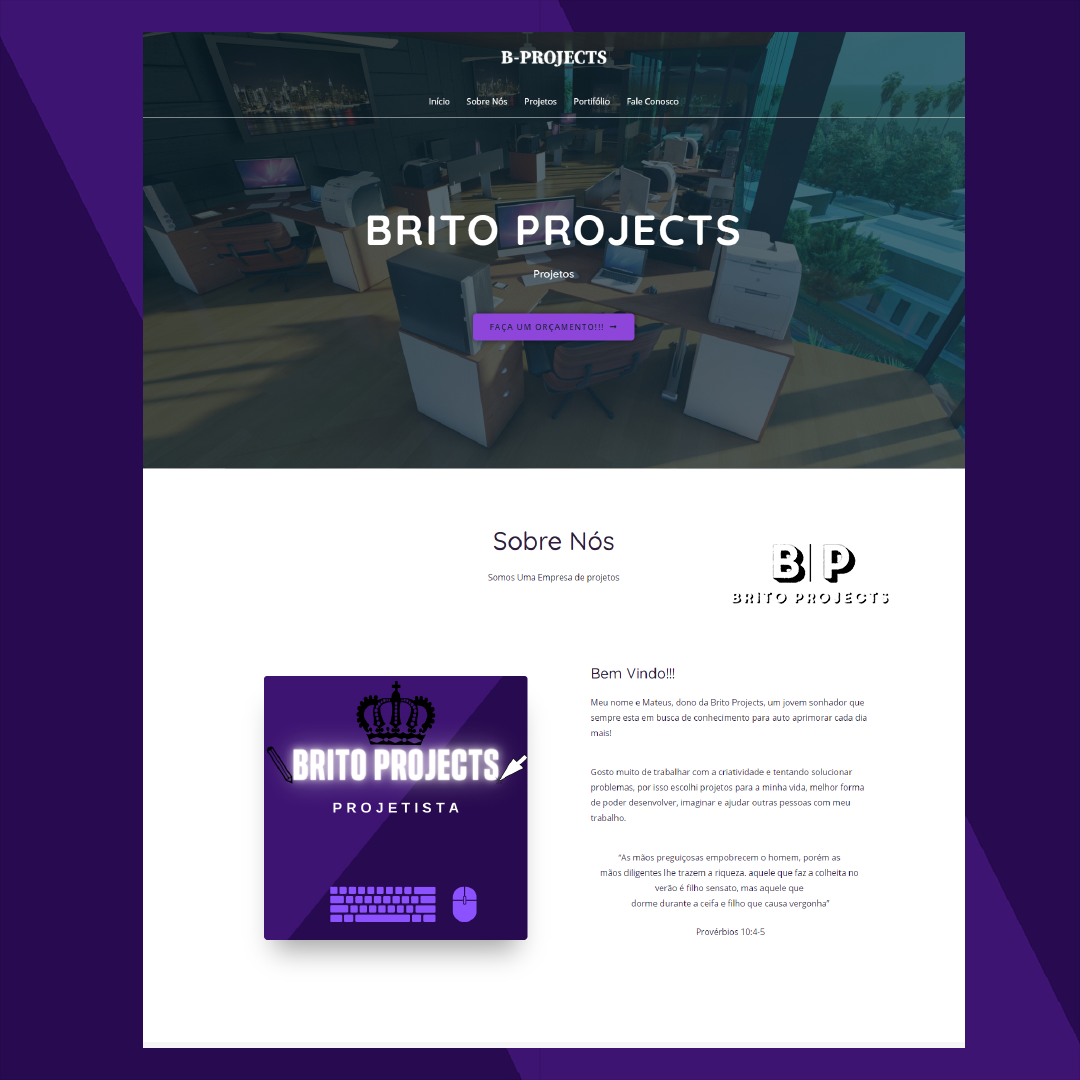 B-PROJECTS
Início Sobre Nós Projetos Portifólio Fale Conosco
BRITO PROJECTS
Projetos
FAÇA UM ORÇAMENTO!!! →
Sobre Nós
Somos Uma Empresa de projetos
B| P
BRITO PROJECTS
BRITO PROJECTS
PROJETISTA
Bem Vindo!!!
Meu nome e Mateus, dono da Brito Projects, um jovem sonhador que
sempre esta em busca de conhecimento para auto aprimorar cada dia
mais!
Gosto muito de trabalhar com a criatividade e tentando solucionar
problemas, por isso escolhi projetos para a minha vida, melhor forma
de poder desenvolver, imaginar e ajudar outras pessoas com meu
trabalho.
“As mãos preguiçosas empobrecem o homem, porém as
mãos diligentes lhe trazem a riqueza. aquele que faz a colheita no
verão é filho sensato, mas aquele que
dorme durante a ceifa e filho que causa vergonha”
Provérbios 10:4-5